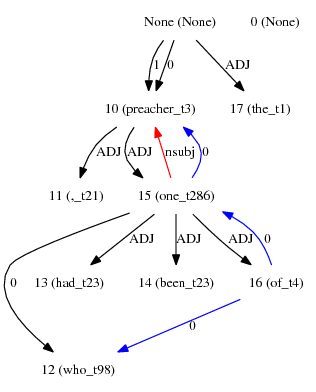 None (None) 0 (None)
1 0 ADJ
10 (preacher_t3) 17 (the_t1)
ADJ ADJ nsubj 0
11 (,_t21) 15 (one_t286)
0 ADJ ADJ ADJ 0
13 (had_t23) 14 (been_t23) 16 (of_t4)
0
12 (who_t98)